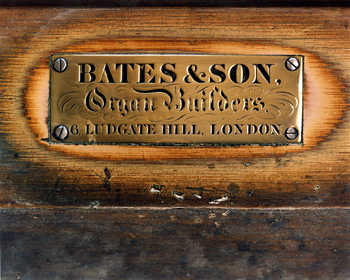 BATES & SON,
Organ Builders,
6, LUDGATE HILL, LONDON